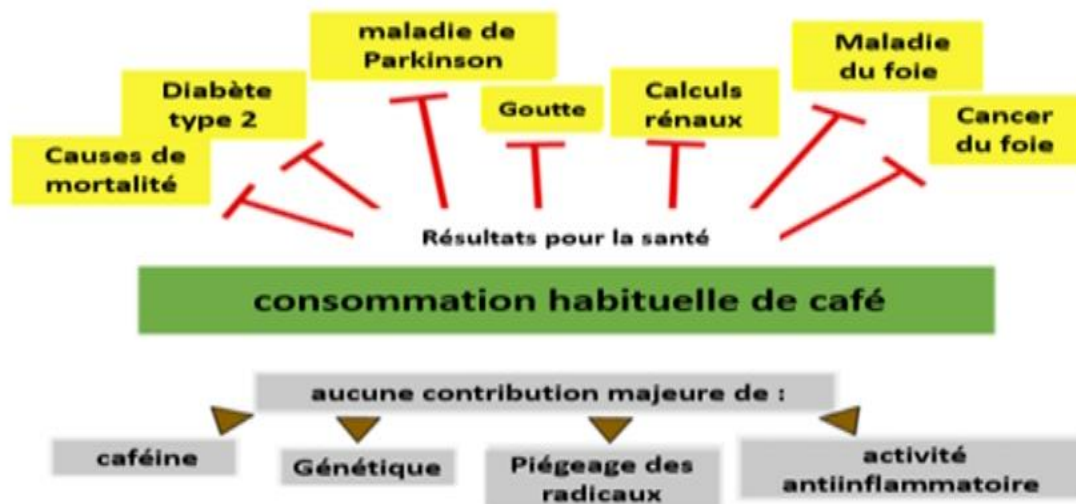 maladie de
Parkinson
Maladie
du foie
Diabète
type 2
Goutte
Calculs
rénaux
Cancer
du foie
Causes de
mortalité
Résultats pour la santé
consommation habituelle de café
aucune contribution majeure de :
caféine
Génétique
Piégeage des
radicaux
activité
antiinflammatoire